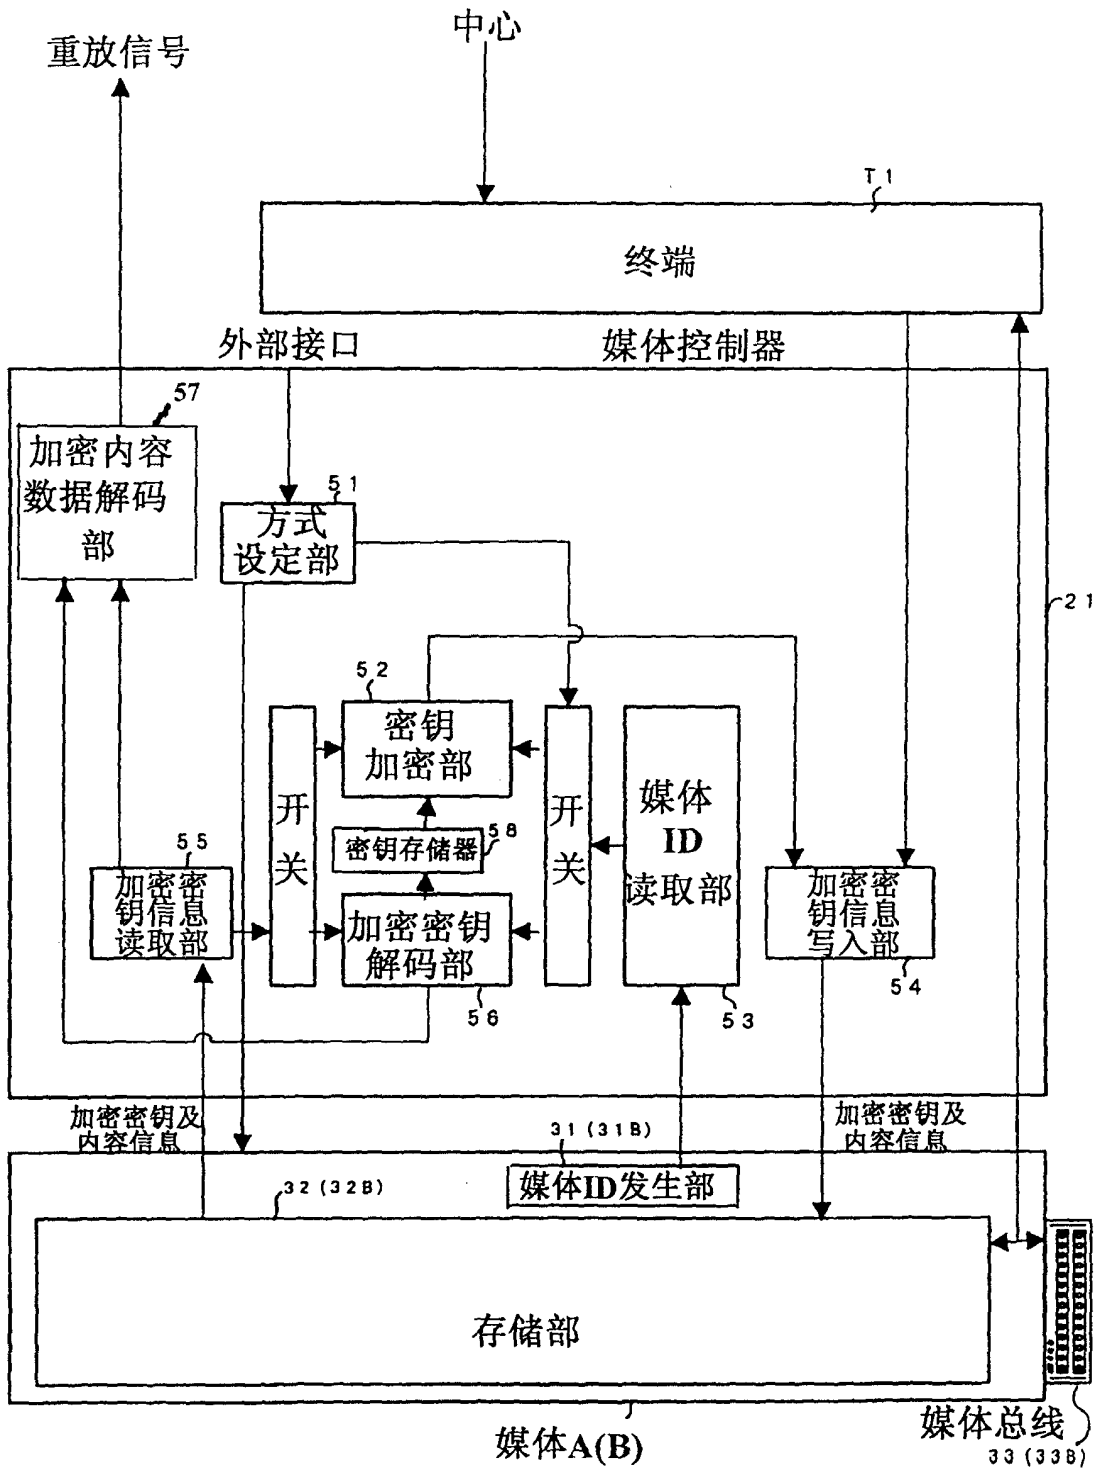 中心
重放信号
T1
终端
外部接口
媒体控制器
57
加密内容
数据解码
部
51
方式
设定部
21
52
密钥
加密部
开
关
开
关
媒体
ID
读取部
58
密钥存储器
55
加密密
钥信息
读取部
加密密钥
解码部
加密密
钥信息
写入部
56
53
54
加密密钥及
内容信息
31(31B)
加密密钥及
内容信息
媒体ID发生部
32(32B)
存储部
媒体总线
33(33B)
媒体A(B)